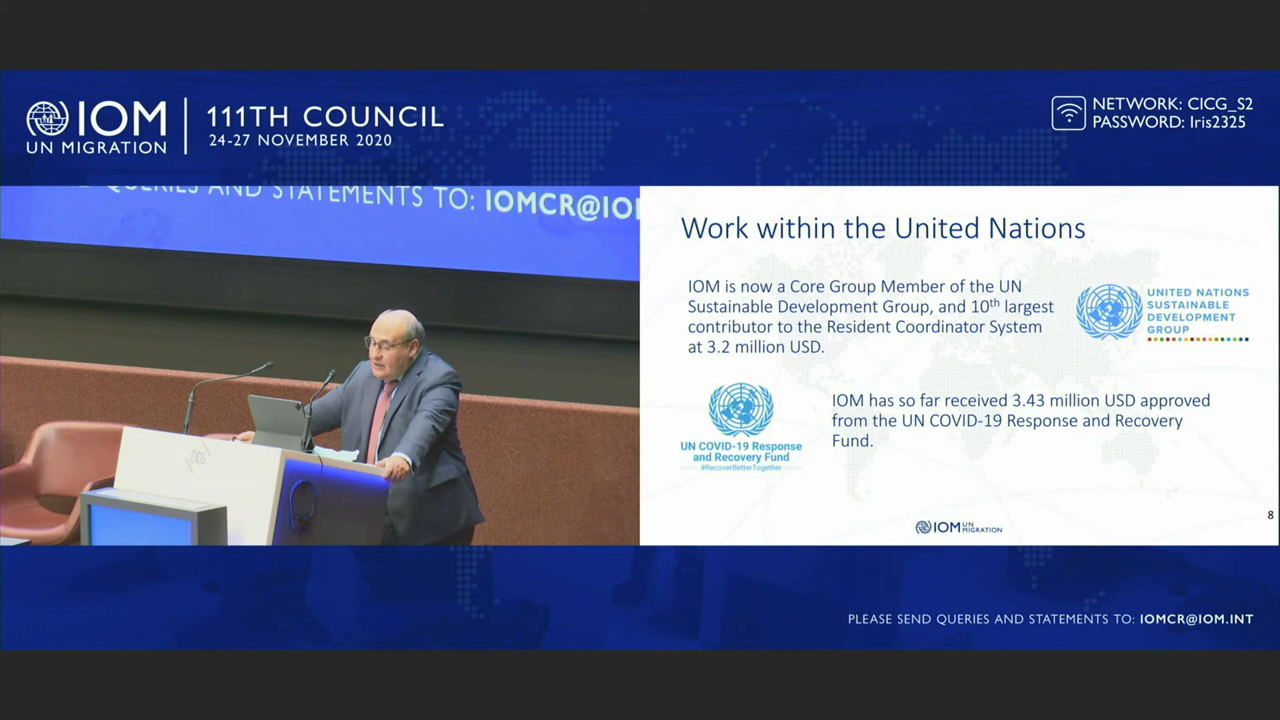 IOM
UN MIGRATION
111TH COUNCIL
24-27 NOVEMBER 2020
NETWORK: CICG_S2
PASSWORD: Iris2325
QUERIES AND STATEMENTS TO: IOMCR@IOM
CICG
Work within the United Nations
IOM is now a Core Group Member of the UN
Sustainable Development Group, and 10th largest
contributor to the Resident Coordinator System
at 3.2 million USD.
UNITED NATIONS
SUSTAINABLE
DEVELOPMENT
GROUP
UN COVID-19 Response
and Recovery Fund
#RecoverBetterTogether
IOM has so far received 3.43 million USD approved
from the UN COVID-19 Response and Recovery
Fund.
IOM UN
MIGRATION
8
PLEASE SEND QUERIES AND STATEMENTS TO: IOMCR@IOM.INT